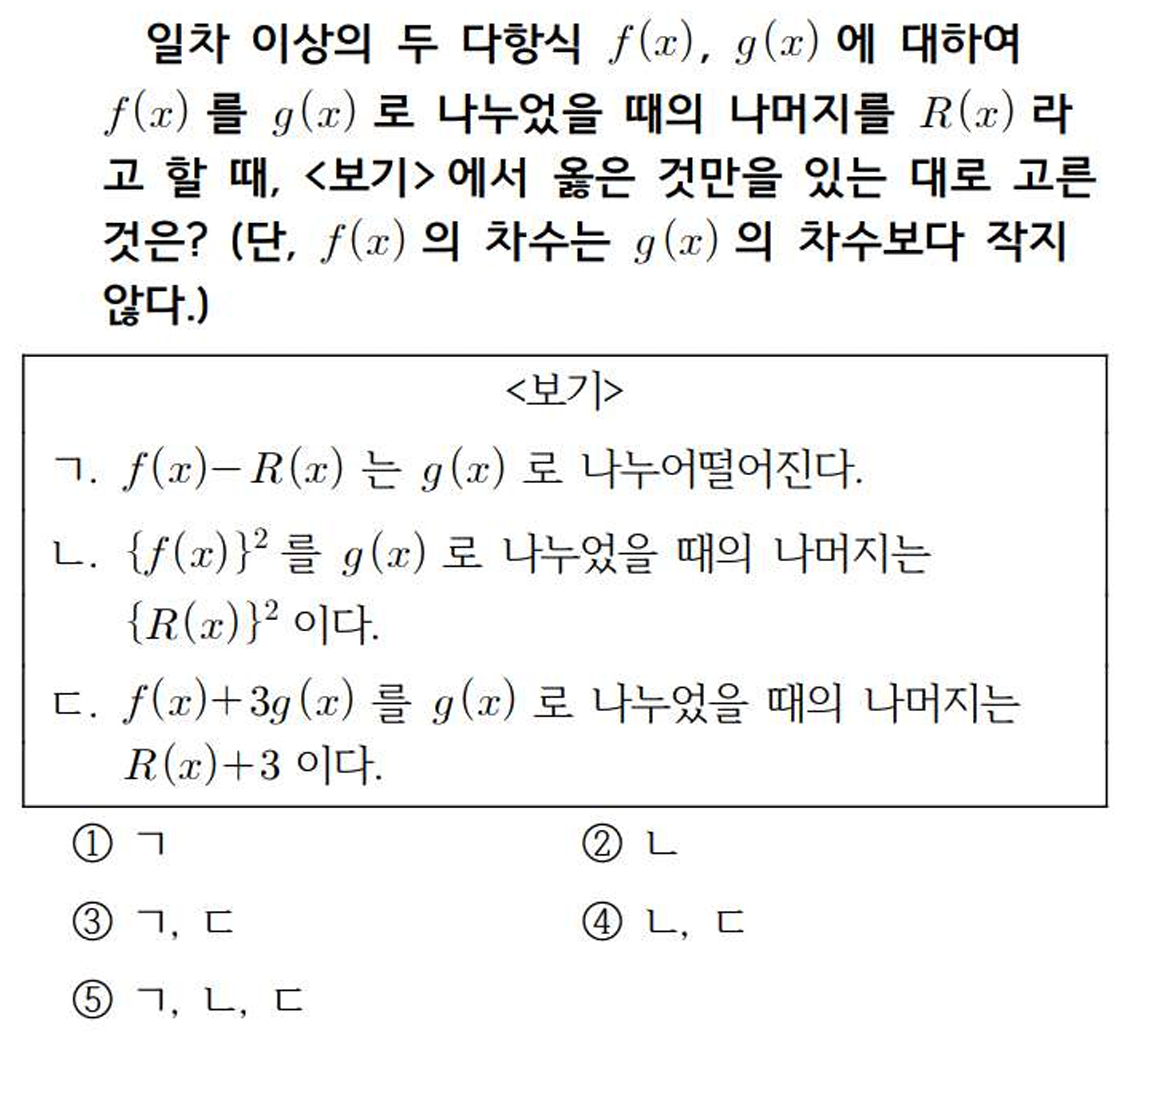 일차 이상의 두 다항식 f(x), g(x)에 대하여
f(x)를 g(x)로 나누었을 때의 나머지를 R(x)라
고 할 때, <보기>에서 옳은 것만을 있는 대로 고른
것은? (단, f(x)의 차수는 g(x)의 차수보다 작지
않다.)
<보기>
ㄱ. f(x)-R(x)는 g(x)로 나누어떨어진다.
ㄴ. {f(x)}²를 g(x)로 나누었을 때의 나머지는
{R(x)}²이다.
ㄷ. f(x)+3g(x)를 g(x)로 나누었을 때의 나머지는
R(x)+3이다.
① ㄱ ② ㄴ
③ ㄱ, ㄷ ④ ㄴ, ㄷ
⑤ ㄱ, ㄴ, ㄷ